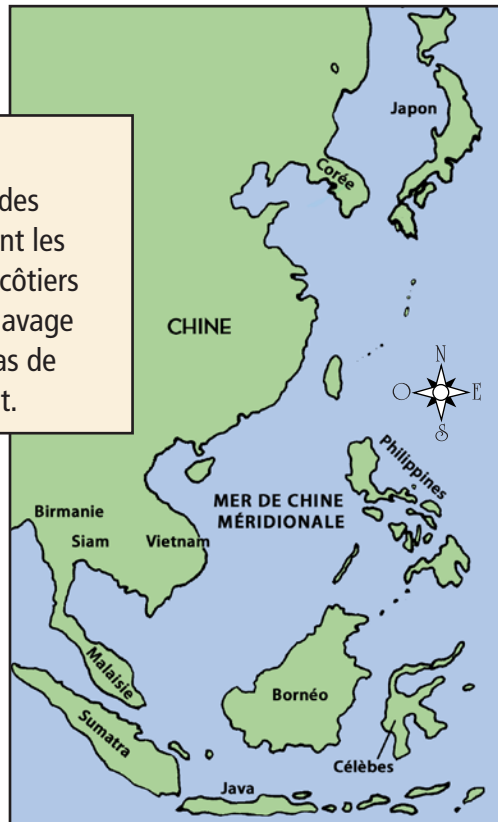 des
nt les
côtiers
avage
as de
t.
Japon
Corée
CHINE
N
O
E
S
Philippines
MER DE CHINE
MÉRIDIONALE
Birmanie
Siam
Vietnam
Malaisie
Bornéo
Sumatra
Célèbes
Java